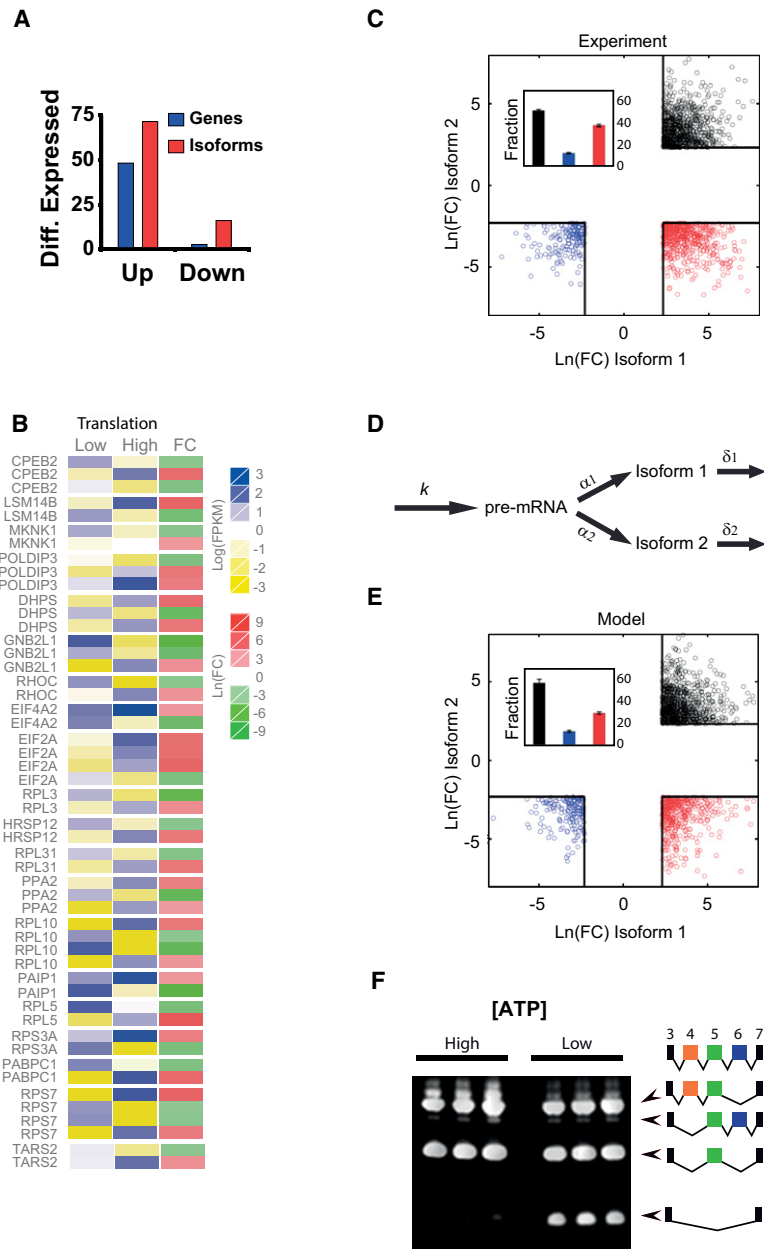 A
Diff. Expressed
75
50
25
0
Genes
Isoforms
Up Down
B
Translation
Low High FC
CPEB2
CPEB2
CPEB2
LSM14B
LSM14B
MKNK1
MKNK1
POLDIP3
POLDIP3
POLDIP3
DHPS
DHPS
DHPS
GNB2L1
GNB2L1
GNB2L1
RHOC
RHOC
EIF4A2
EIF4A2
EIF2A
EIF2A
EIF2A
EIF2A
RPL3
RPL3
HRSP12
HRSP12
RPL31
RPL31
PPA2
PPA2
PPA2
RPL10
RPL10
RPL10
RPL10
PAIP1
PAIP1
RPL5
RPL5
RPS3A
RPS3A
PABPC1
PABPC1
RPS7
RPS7
RPS7
RPS7
TARS2
TARS2
Log(FPKM)
3
2
1
0
-1
-2
-3
Ln(FC)
9
6
3
0
-3
-6
-9
C
Experiment
Ln(FC) Isoform 2
5
0
-5
Fraction
60
40
20
0
-5 0 5
Ln(FC) Isoform 1
D
k
pre-mRNA
α1
α2
Isoform 1
Isoform 2
δ1
δ2
E
Model
Ln(FC) Isoform 2
5
0
-5
Fraction
60
40
20
0
-5 0 5
Ln(FC) Isoform 1
F
[ATP]
High Low
3 4 5 6 7